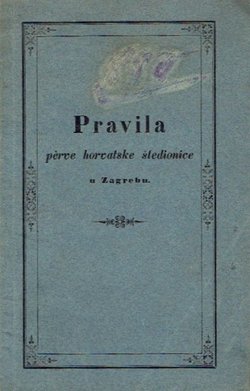 Pravila
pèrve horvatske štedionice
u Zagrebu.